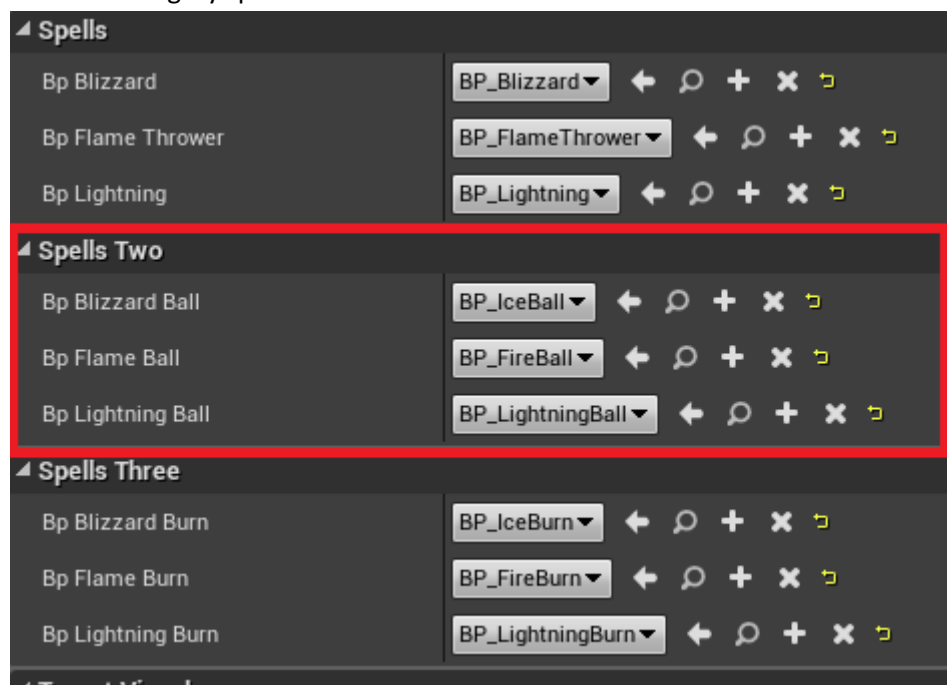 Spells
Bp Blizzard BP_Blizzard
Bp Flame Thrower BP_FlameThrower
Bp Lightning BP_Lightning
Spells Two
Bp Blizzard Ball BP_IceBall
Bp Flame Ball BP_FireBall
Bp Lightning Ball BP_LightningBall
Spells Three
Bp Blizzard Burn BP_IceBurn
Bp Flame Burn BP_FireBurn
Bp Lightning Burn BP_LightningBurn